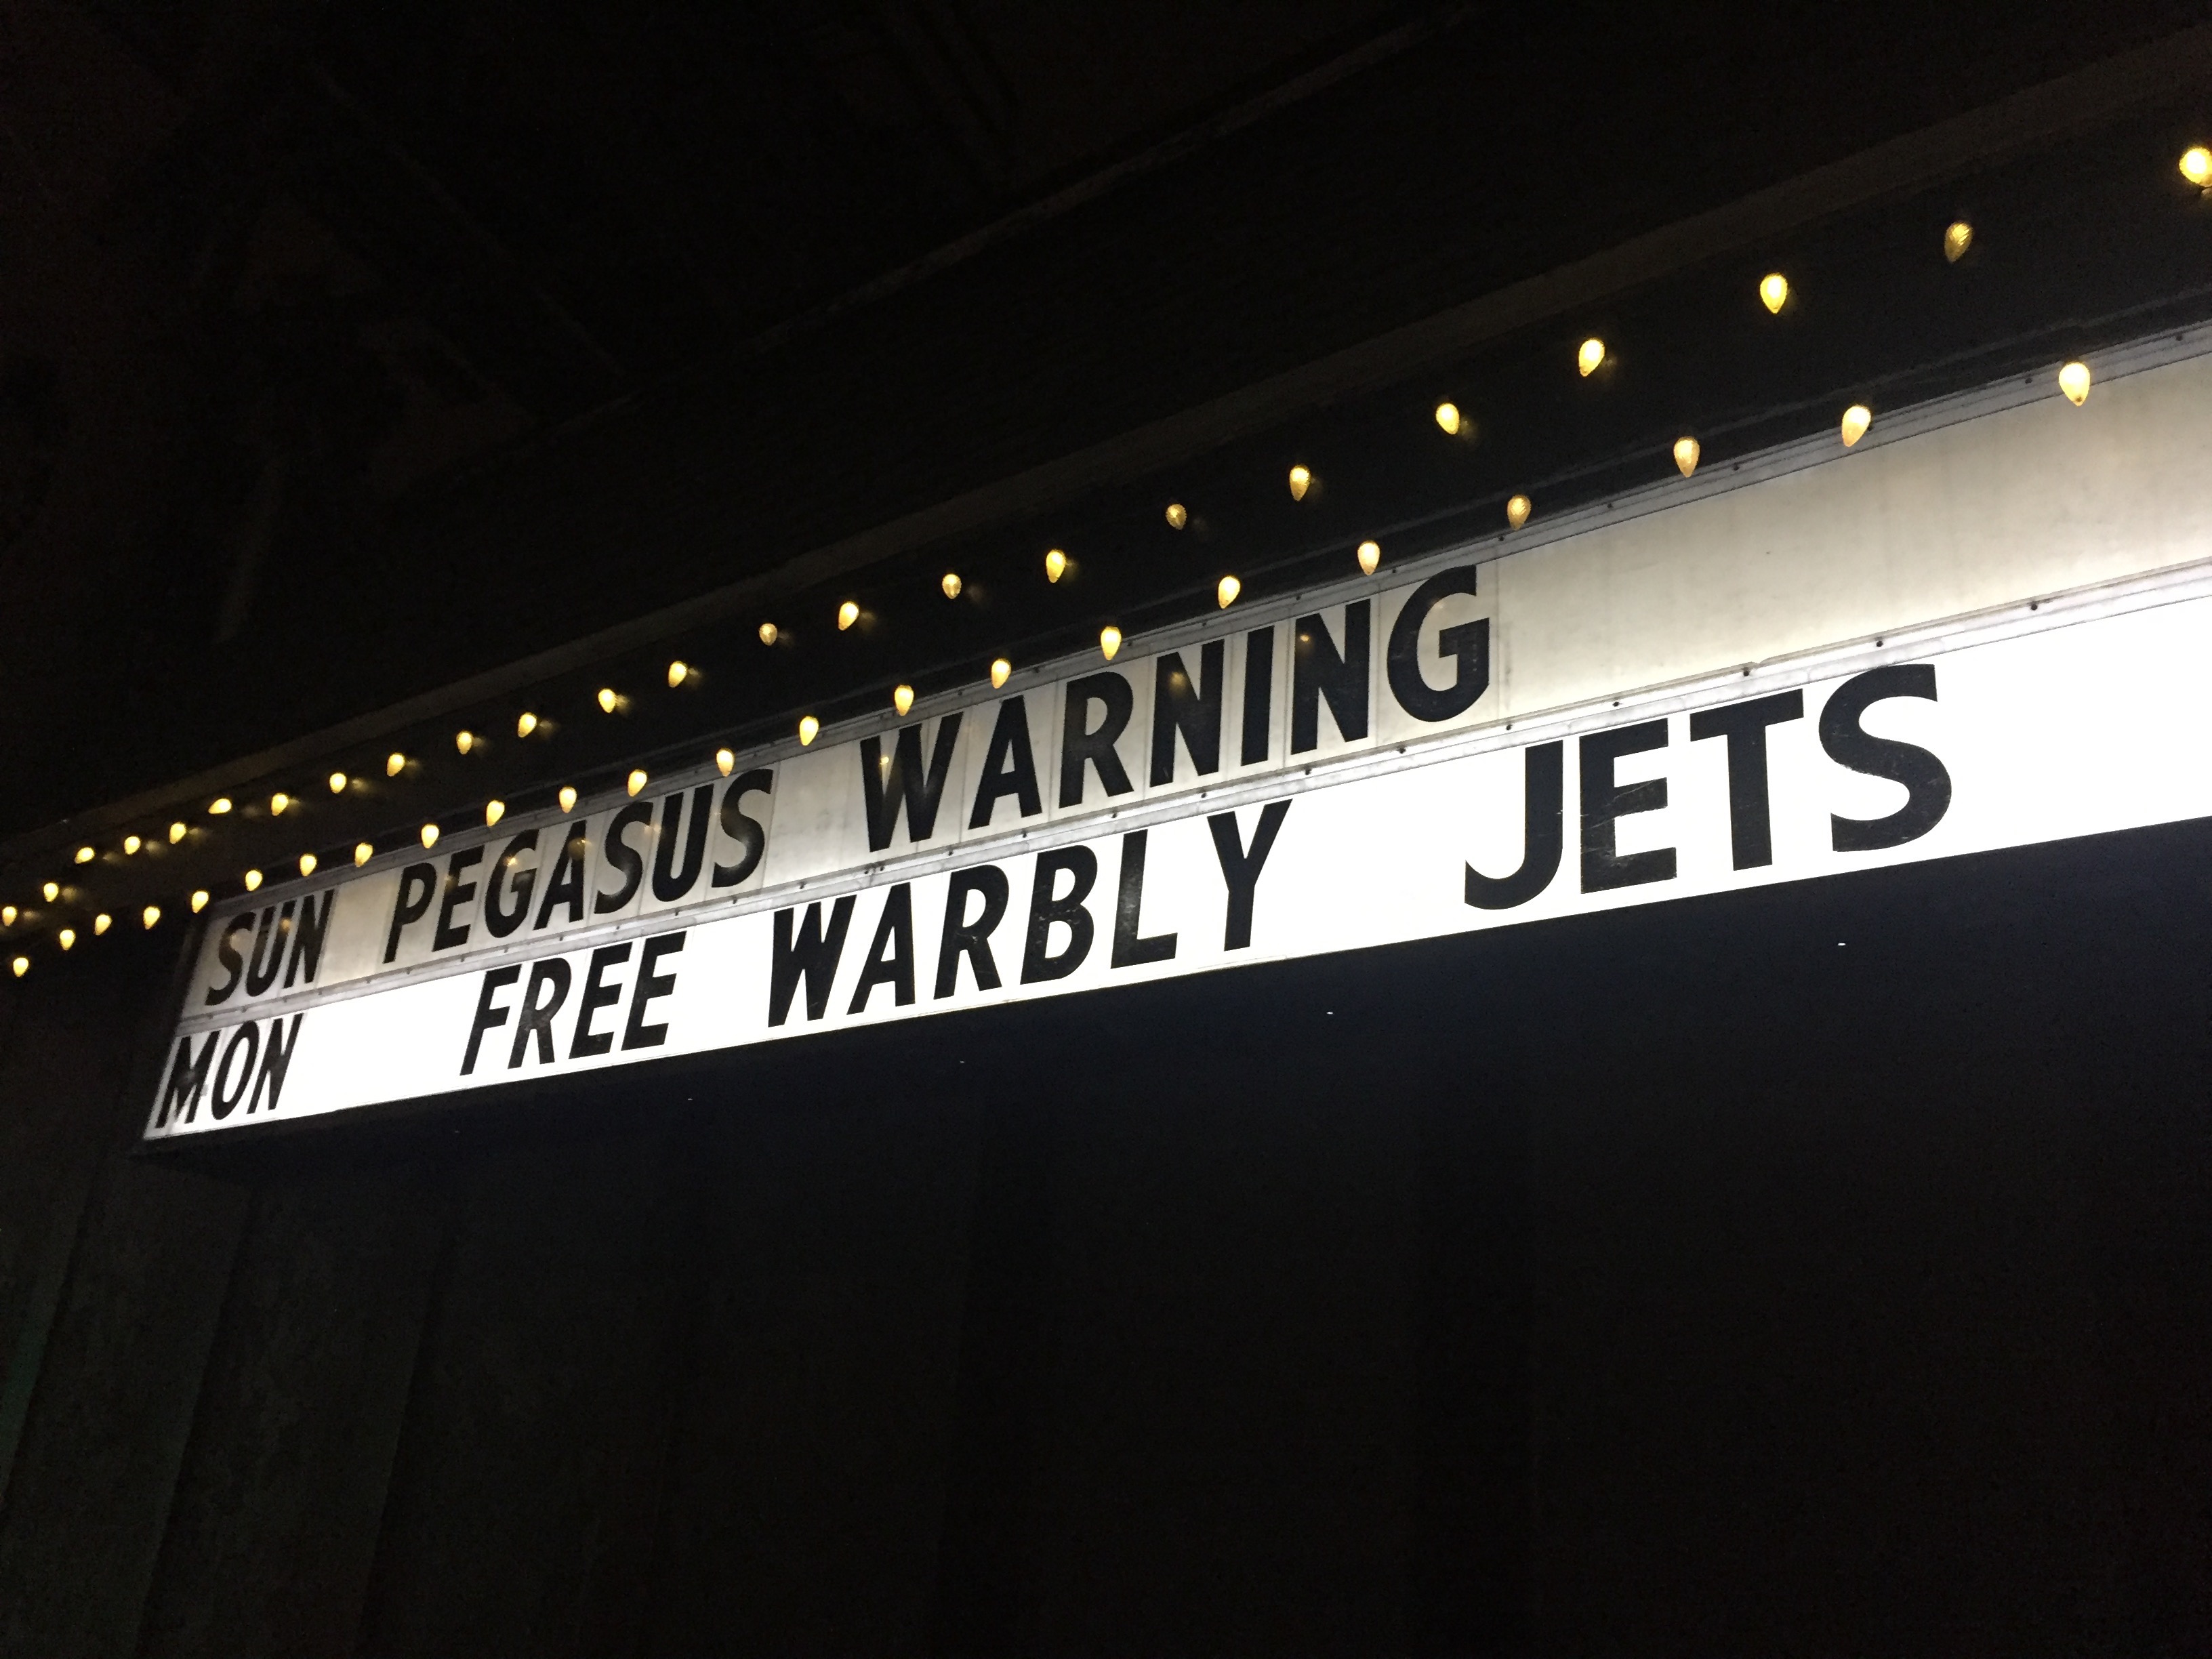 SUN PEGASUS WARNING
MON FREE WARBLY JETS